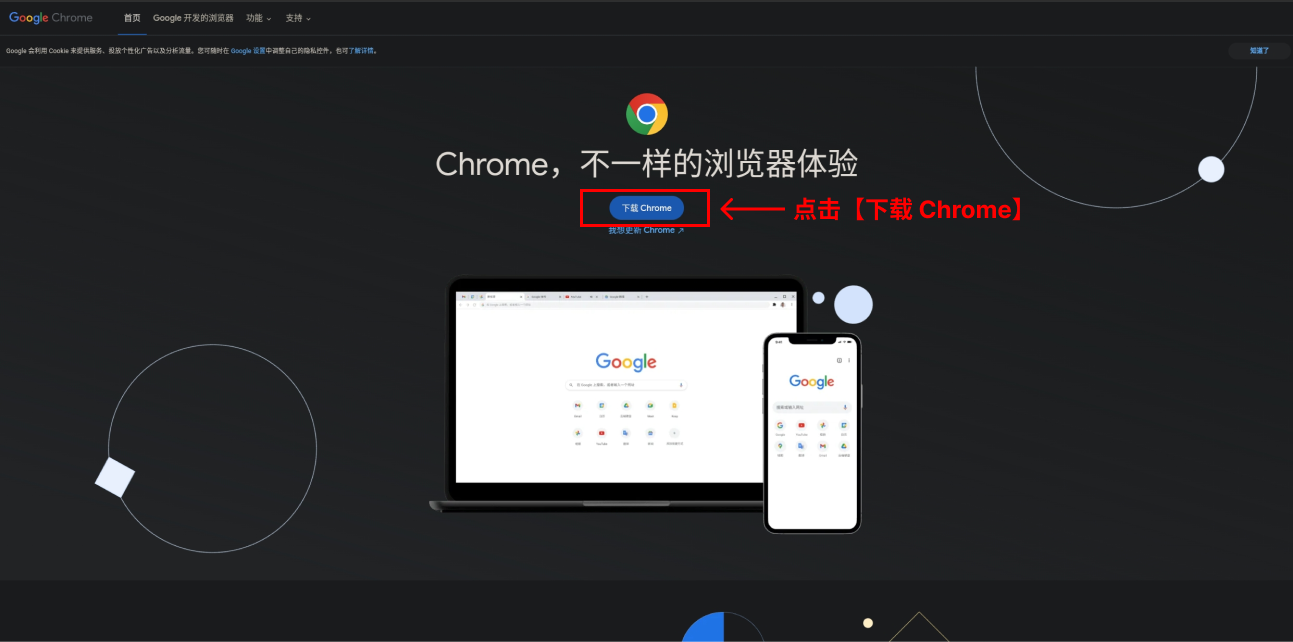 Google Chrome 首页 Google 开发的浏览器 功能 支持
Google 会利用 Cookie 来提供服务、投放个性化广告以及分析流量。您可随时在 Google 设置中调整自己的隐私控件，也可了解详情。 知道了
Chrome，不一样的浏览器体验
下载 Chrome
点击【下载 Chrome】
我想更新 Chrome ↗
Google
Google